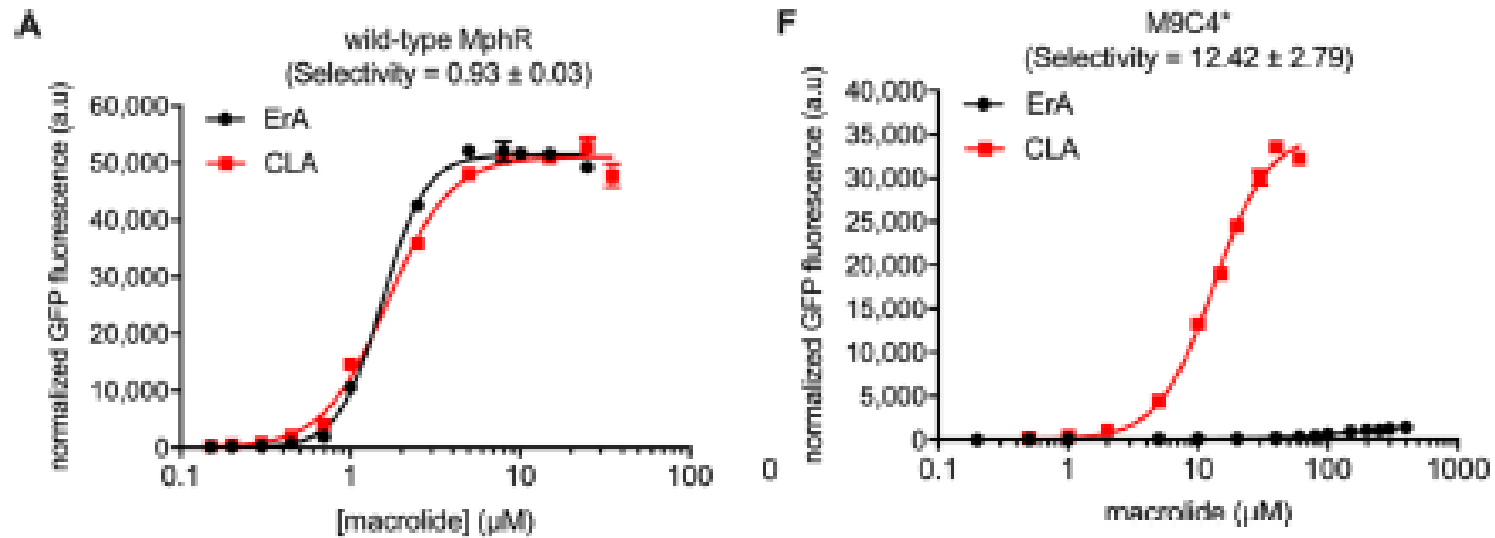 A
wild-type MphR
(Selectivity = 0.93 ± 0.03)
normalized GFP fluorescence (a.u)
60,000
50,000
40,000
30,000
20,000
10,000
0
ErA
CLA
0.1
1
10
100
[macrolide] (µM)
F
M9C4*
(Selectivity = 12.42 ± 2.79)
0
normalized GFP fluorescence (a.u)
40,000
35,000
30,000
25,000
20,000
15,000
10,000
5,000
0
ErA
CLA
0.1
1
10
100
1000
macrolide (µM)